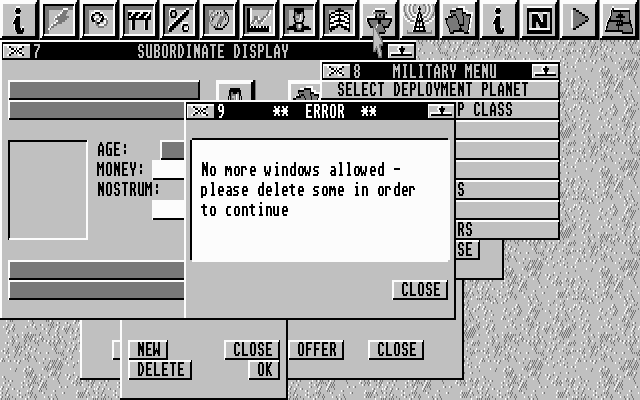 7 SUBORDINATE DISPLAY
8 MILITARY MENU
SELECT DEPLOYMENT PLANET
P CLASS
9 ** ERROR **
AGE:
MONEY:
NOSTRUM:
No more windows allowed -
please delete some in order
to continue
S
RS
SE
CLOSE
NEW CLOSE OFFER CLOSE
DELETE OK
i % i N